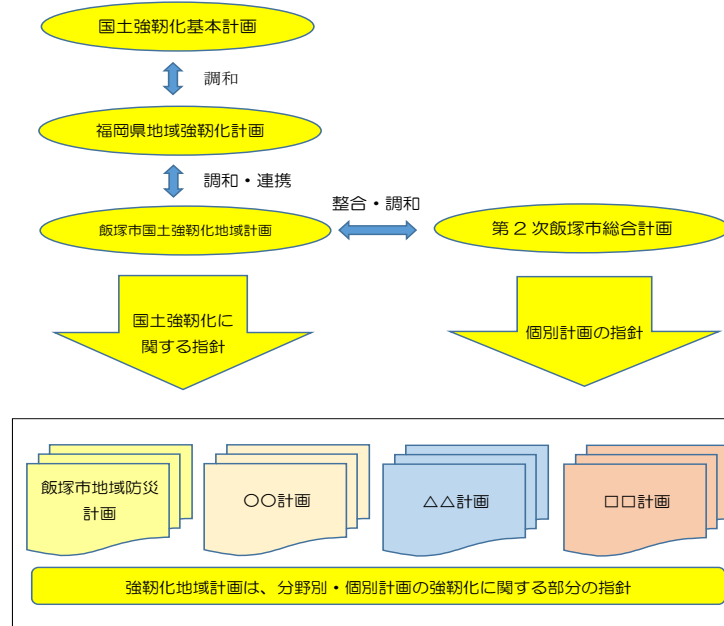 国土強靭化基本計画
調和
福岡県地域強靭化計画
調和・連携
整合・調和
飯塚市国土強靭化地域計画
第２次飯塚市総合計画
国土強靭化に
関する指針
個別計画の指針
飯塚市地域防災
計画
〇〇計画
△△計画
□□計画
強靭化地域計画は、分野別・個別計画の強靭化に関する部分の指針